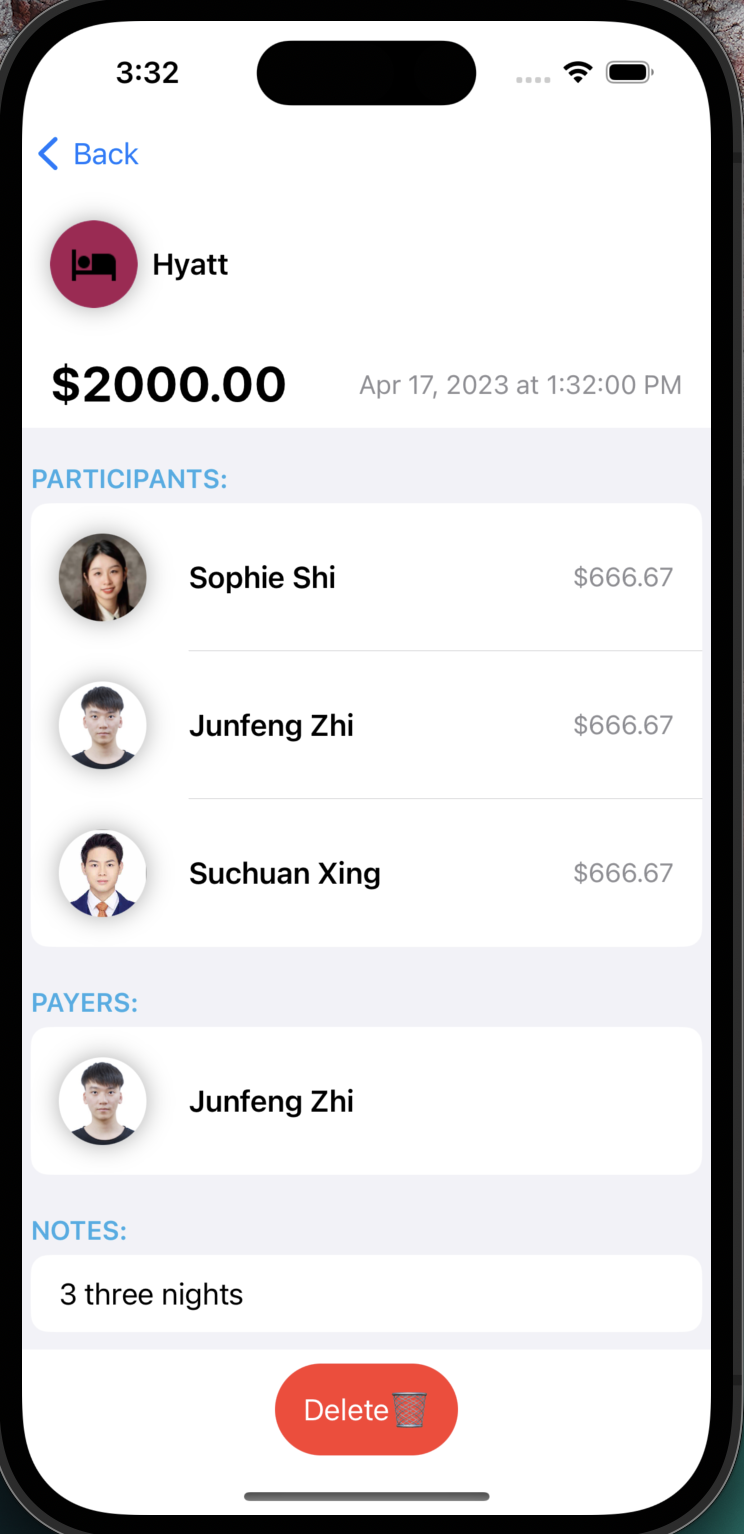 3:32
Back
Hyatt
$2000.00 Apr 17, 2023 at 1:32:00 PM
PARTICIPANTS:
Sophie Shi $666.67
Junfeng Zhi $666.67
Suchuan Xing $666.67
PAYERS:
Junfeng Zhi
NOTES:
3 three nights
Delete🗑️